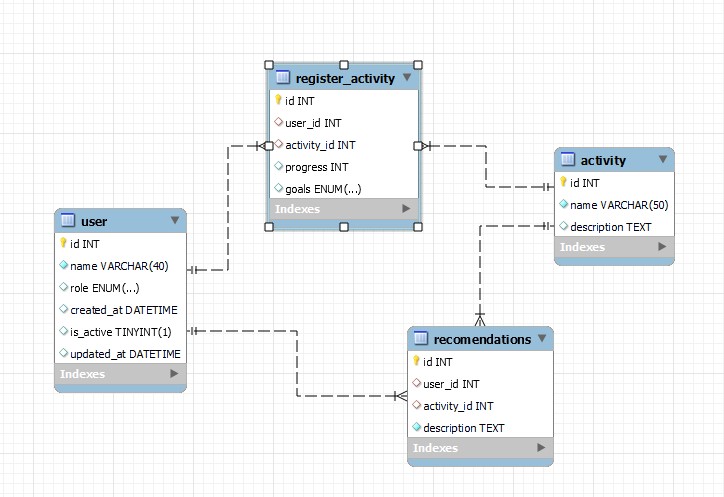 register_activity
id INT
user_id INT
activity_id INT
progress INT
goals ENUM(...)
Indexes
activity
id INT
name VARCHAR(50)
description TEXT
Indexes
user
id INT
name VARCHAR(40)
role ENUM(...)
created_at DATETIME
is_active TINYINT(1)
updated_at DATETIME
Indexes
recomendations
id INT
user_id INT
activity_id INT
description TEXT
Indexes